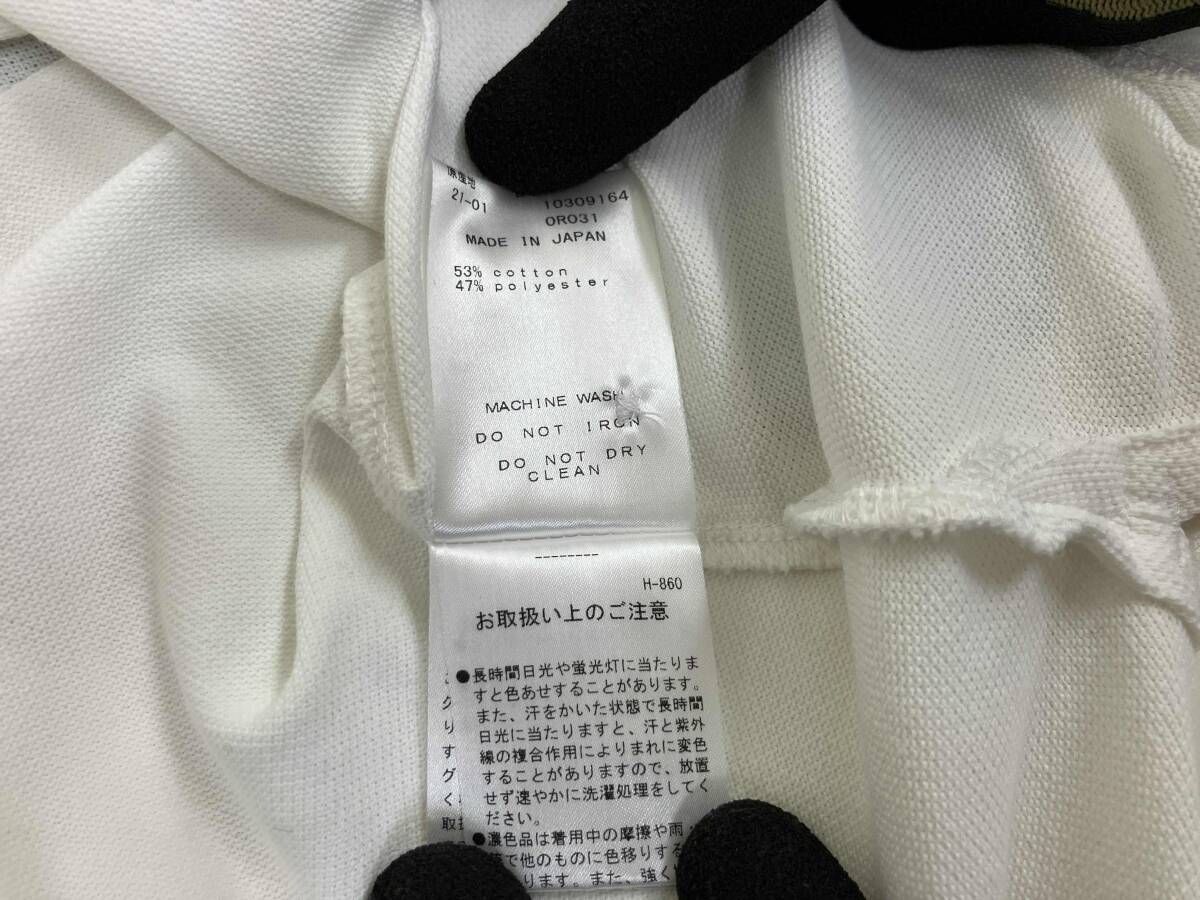 原産地
21-01 10309164
0R031
MADE IN JAPAN
53% cotton
47% polyester
MACHINE WASH
DO NOT IRON
DO NOT DRY
CLEAN
--------
H-860
お取扱い上のご注意
●長時間日光や蛍光灯に当たりま
すと色あせすることがあります。
また、汗をかいた状態で長時間
日光に当たりますと、汗と紫外
線の複合作用によりまれに変色
することがありますので、放置
せず速やかに洗濯処理をしてく
ださい。
●濃色品は着用中の摩擦や雨・
で他のものに色移りする
ります。また、強く